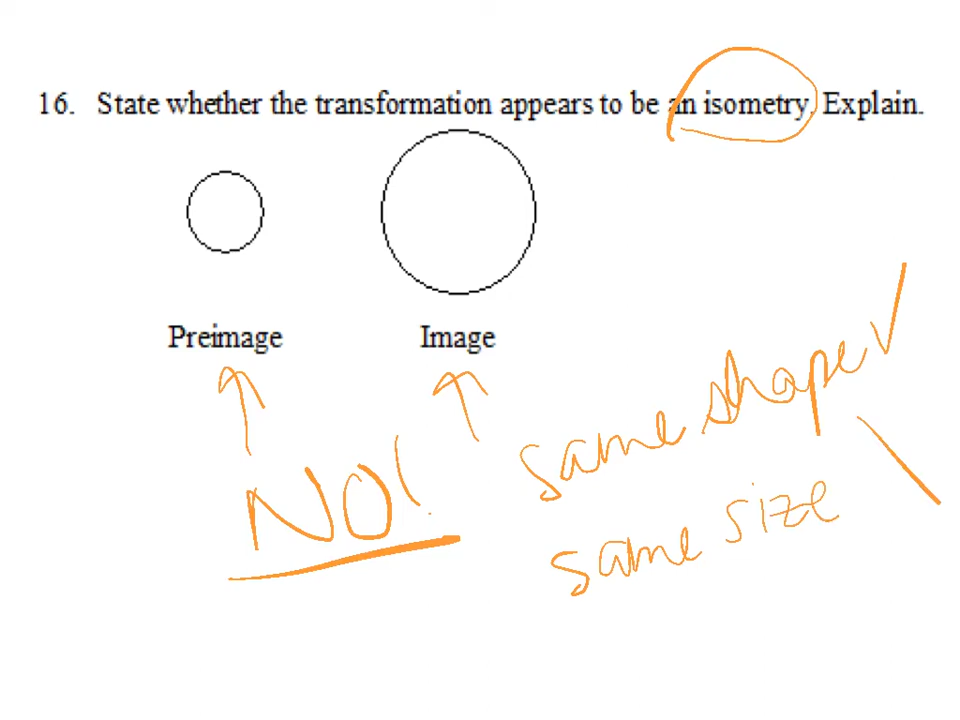 16. State whether the transformation appears to be an isometry. Explain.
Preimage Image
same shape ✓
NO!
same size